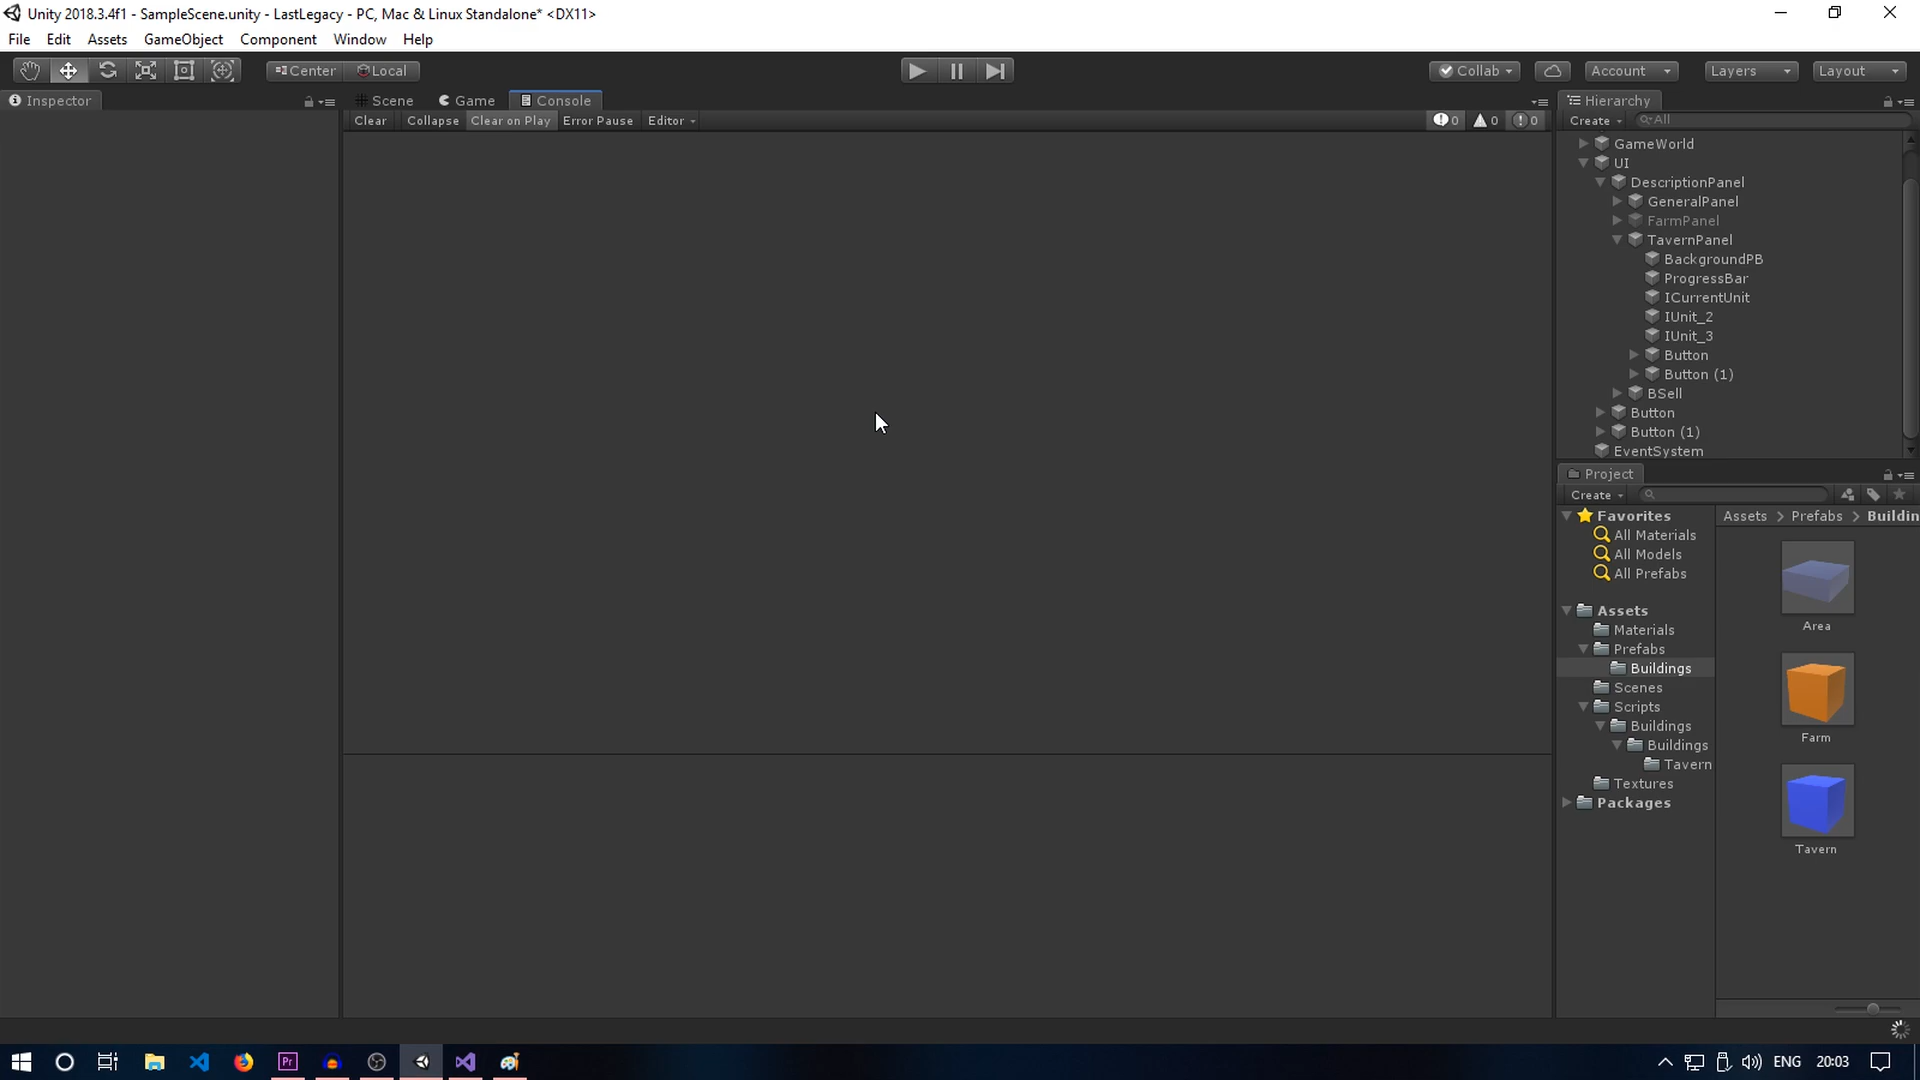 Unity 2018.3.4f1 - SampleScene.unity - LastLegacy - PC, Mac & Linux Standalone* <DX11>
File Edit Assets GameObject Component Window Help
Center Local Collab Account Layers Layout
Inspector
Scene Game Console
Clear Collapse Clear on Play Error Pause Editor 0 0 0
Hierarchy
Create All
GameWorld
UI
DescriptionPanel
GeneralPanel
FarmPanel
TavernPanel
BackgroundPB
ProgressBar
ICurrentUnit
IUnit_2
IUnit_3
Button
Button (1)
BSell
Button
Button (1)
EventSystem
Project
Create
Favorites
All Materials
All Models
All Prefabs
Assets
Materials
Prefabs
Buildings
Scenes
Scripts
Buildings
Buildings
Tavern
Textures
Packages
Assets > Prefabs > Buildin
Area
Farm
Tavern
Pr
ENG 20:03